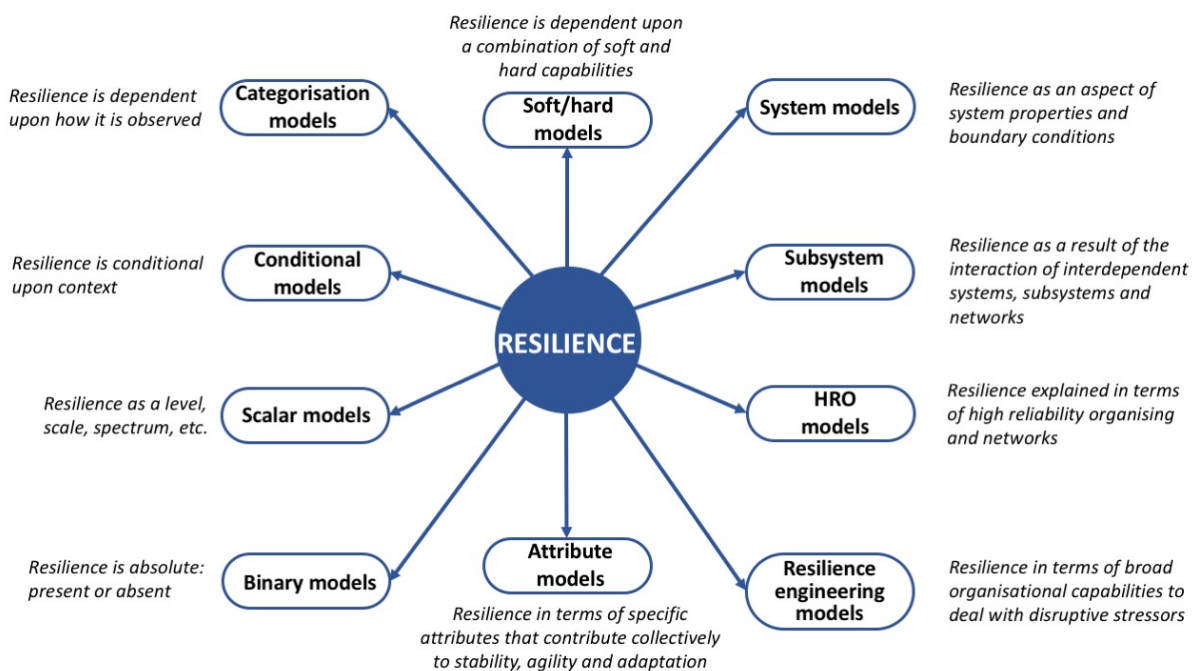 Resilience is dependent upon
a combination of soft and
hard capabilities
Soft/hard
models
Resilience is dependent
upon how it is observed
Categorisation
models
System models
Resilience as an aspect of
system properties and
boundary conditions
Resilience is conditional
upon context
Conditional
models
Subsystem
models
Resilience as a result of the
interaction of interdependent
systems, subsystems and
networks
RESILIENCE
Resilience as a level,
scale, spectrum, etc.
Scalar models
HRO
models
Resilience explained in terms
of high reliability organising
and networks
Resilience is absolute:
present or absent
Binary models
Attribute
models
Resilience in terms of specific
attributes that contribute collectively
to stability, agility and adaptation
Resilience
engineering
models
Resilience in terms of broad
organisational capabilities to
deal with disruptive stressors